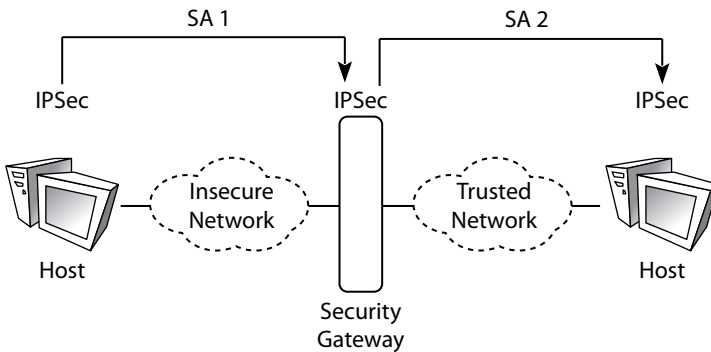 SA 1
SA 2
IPSec
IPSec
IPSec
Insecure
Network
Trusted
Network
Host
Host
Security
Gateway